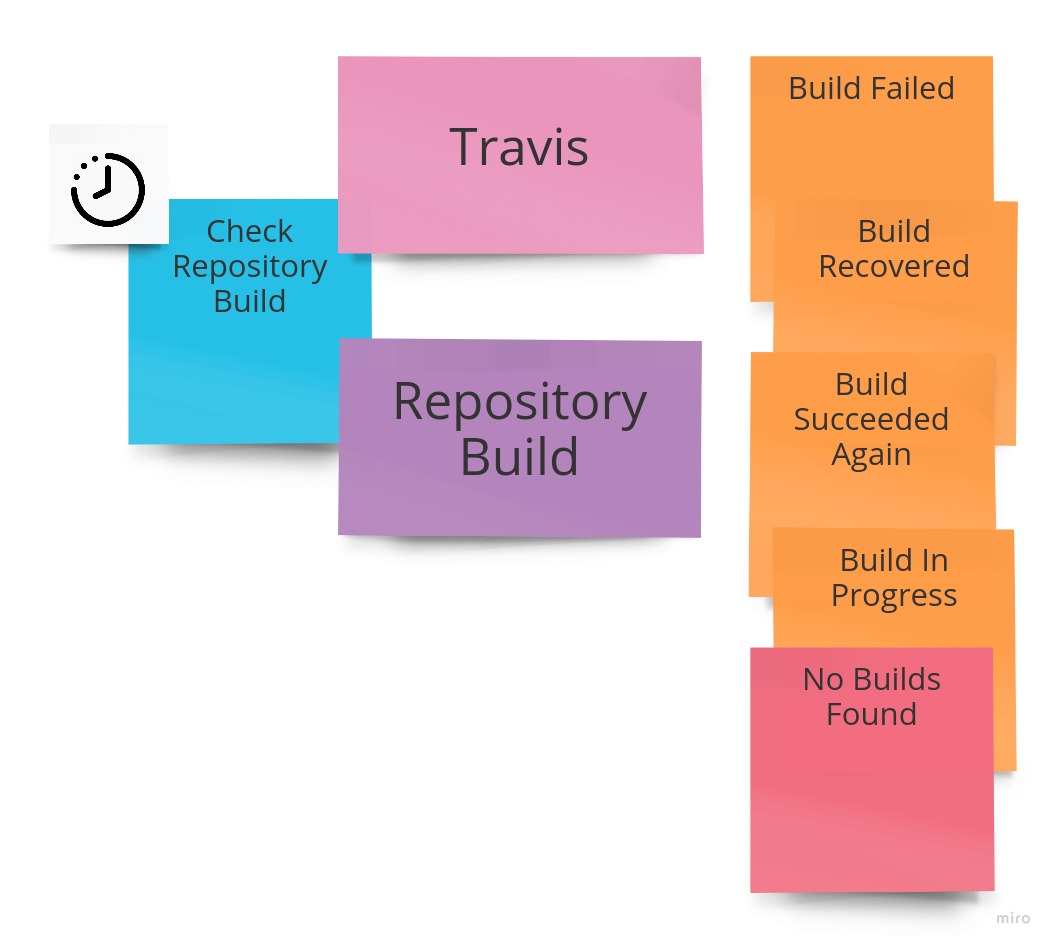 Travis
Build Failed
Check
Repository
Build
Build
Recovered
Repository
Build
Build
Succeeded
Again
Build In
Progress
No Builds
Found
miro